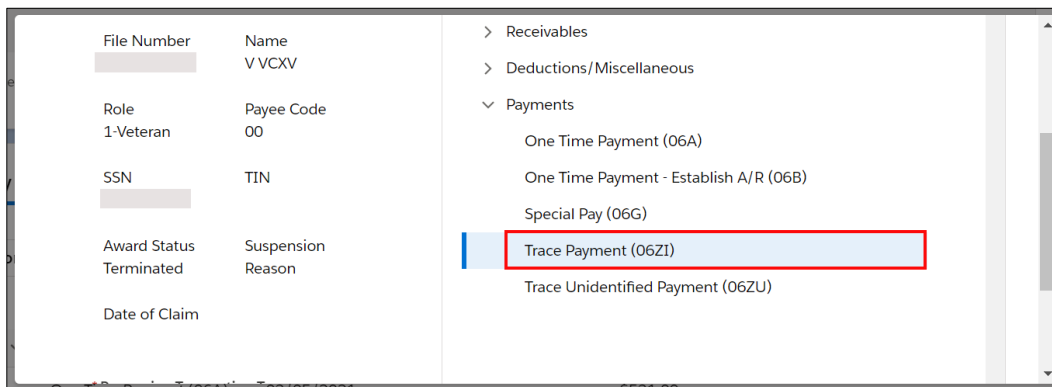 File Number Name
V VCXV
Role Payee Code
1-Veteran 00
SSN TIN
Award Status Suspension
Terminated Reason
Date of Claim
Receivables
Deductions/Miscellaneous
Payments
One Time Payment (06A)
One Time Payment - Establish A/R (06B)
Special Pay (06G)
Trace Payment (06ZI)
Trace Unidentified Payment (06ZU)